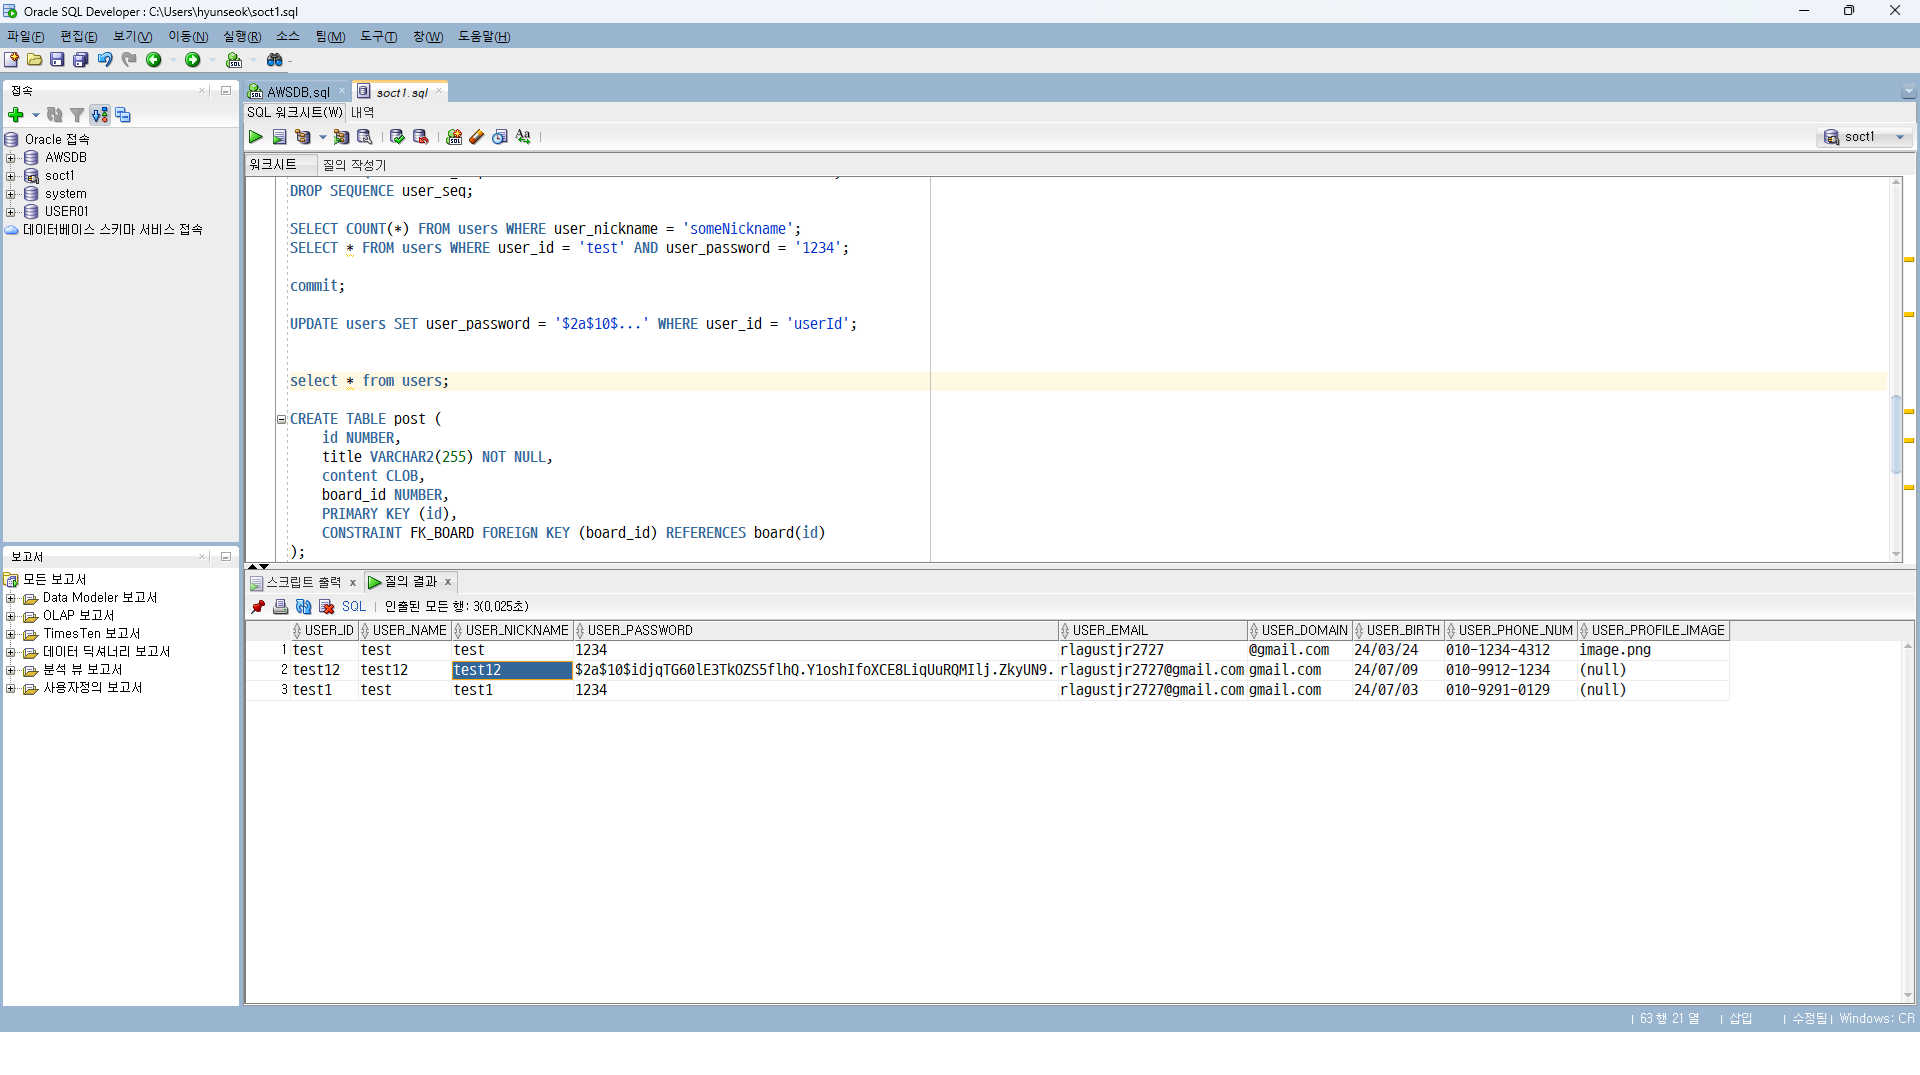 Oracle SQL Developer : C:\Users\hyunseok\soct1.sql
파일(F) 편집(E) 보기(V) 이동(N) 실행(R) 소스 팀(M) 도구(T) 창(W) 도움말(H)
접속
Oracle 접속
AWSDB
soct1
system
USER01
데이터베이스 스키마 서비스 접속
보고서
모든 보고서
Data Modeler 보고서
OLAP 보고서
TimesTen 보고서
데이터 딕셔너리 보고서
분석 뷰 보고서
사용자정의 보고서
AWSDB.sql soct1.sql
SQL 워크시트(W) 내역
soct1
워크시트 질의 작성기
DROP SEQUENCE user_seq;
SELECT COUNT(*) FROM users WHERE user_nickname = 'someNickname';
SELECT * FROM users WHERE user_id = 'test' AND user_password = '1234';
commit;
UPDATE users SET user_password = '$2a$10$...' WHERE user_id = 'userId';
select * from users;
CREATE TABLE post (
id NUMBER,
title VARCHAR2(255) NOT NULL,
content CLOB,
board_id NUMBER,
PRIMARY KEY (id),
CONSTRAINT FK_BOARD FOREIGN KEY (board_id) REFERENCES board(id)
);
스크립트 출력 x 질의 결과 x
SQL | 인출된 모든 행: 3(0,025초)
USER_ID USER_NAME USER_NICKNAME USER_PASSWORD USER_EMAIL USER_DOMAIN USER_BIRTH USER_PHONE_NUM USER_PROFILE_IMAGE
1 test test test 1234 rlagustjr2727 @gmail.com 24/03/24 010-1234-4312 image.png
2 test12 test12 test12 $2a$10$idjqTG60lE3TkOZS5flhQ.Y1oshIfoXCE8LiqUuRQMIlj.ZkyUN9. rlagustjr2727@gmail.com gmail.com 24/07/09 010-9912-1234 (null)
3 test1 test test1 1234 rlagustjr2727@gmail.com gmail.com 24/07/03 010-9291-0129 (null)
63 행 21 열 | 삽입 | 수정됨 | Windows: CR